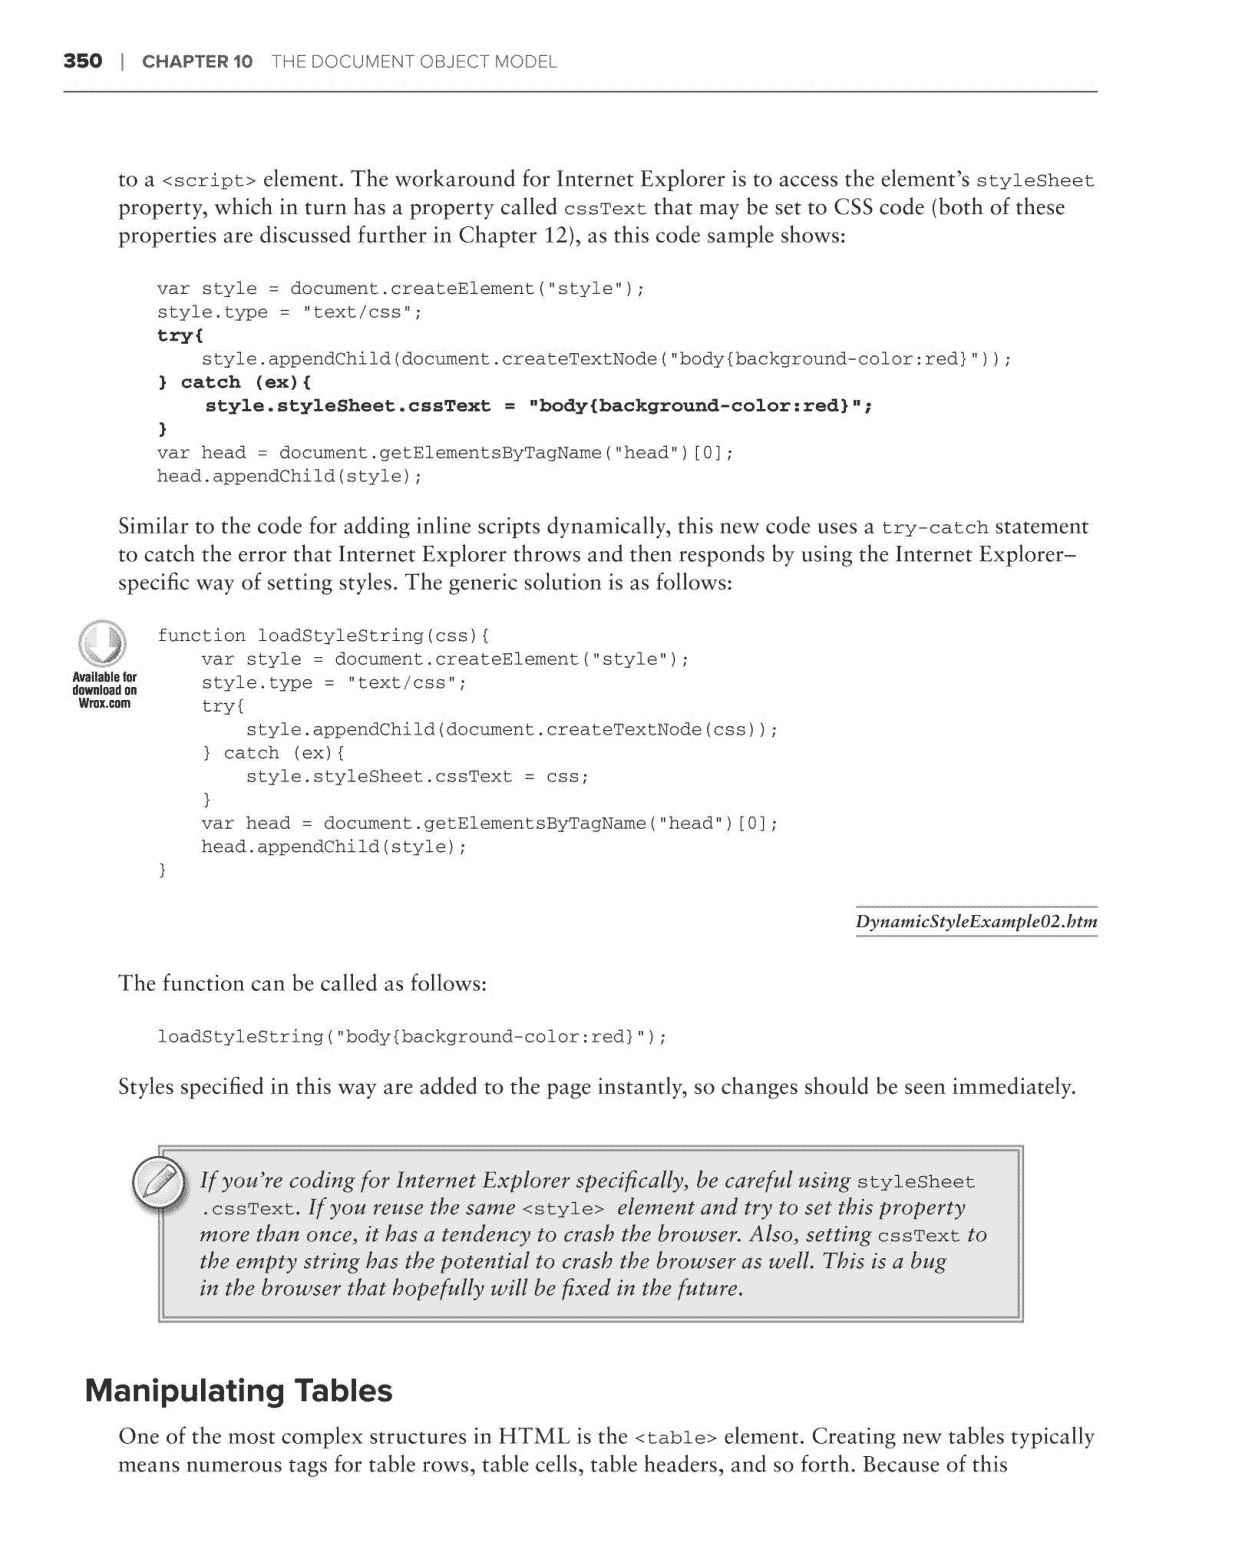 350 | CHAPTER 10 THE DOCUMENT OBJECT MODEL
to a <script> element. The workaround for Internet Explorer is to access the element’s styleSheet
property, which in turn has a property called cssText that may be set to CSS code (both of these
properties are discussed further in Chapter 12), as this code sample shows:
var style = document.createElement("style");
style.type = "text/css";
try{
    style.appendChild(document.createTextNode("body{background-color:red}"));
} catch (ex){
    style.styleSheet.cssText = "body{background-color:red}";
}
var head = document.getElementsByTagName("head")[0];
head.appendChild(style);
Similar to the code for adding inline scripts dynamically, this new code uses a try-catch statement
to catch the error that Internet Explorer throws and then responds by using the Internet Explorer–
specific way of setting styles. The generic solution is as follows:
Available for
download on
Wrox.com
function loadStyleString(css){
    var style = document.createElement("style");
    style.type = "text/css";
    try{
        style.appendChild(document.createTextNode(css));
    } catch (ex){
        style.styleSheet.cssText = css;
    }
    var head = document.getElementsByTagName("head")[0];
    head.appendChild(style);
}
DynamicStyleExample02.htm
The function can be called as follows:
loadStyleString("body{background-color:red}");
Styles specified in this way are added to the page instantly, so changes should be seen immediately.
If you’re coding for Internet Explorer specifically, be careful using styleSheet
.cssText. If you reuse the same <style> element and try to set this property
more than once, it has a tendency to crash the browser. Also, setting cssText to
the empty string has the potential to crash the browser as well. This is a bug
in the browser that hopefully will be fixed in the future.
Manipulating Tables
One of the most complex structures in HTML is the <table> element. Creating new tables typically
means numerous tags for table rows, table cells, table headers, and so forth. Because of this